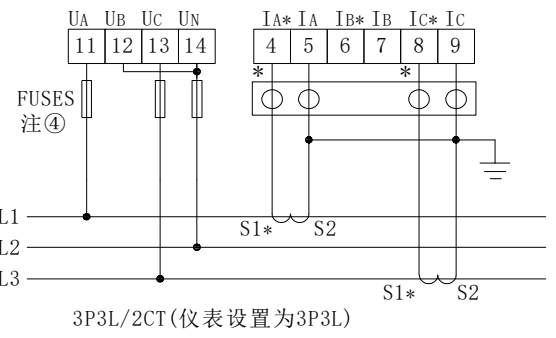 UA UB UC UN IA* IA IB* IB IC* IC
11 12 13 14 4 5 6 7 8 9
* *
FUSES
注④
L1
S1* S2
L2
L3
S1* S2
3P3L/2CT(仪表设置为3P3L)